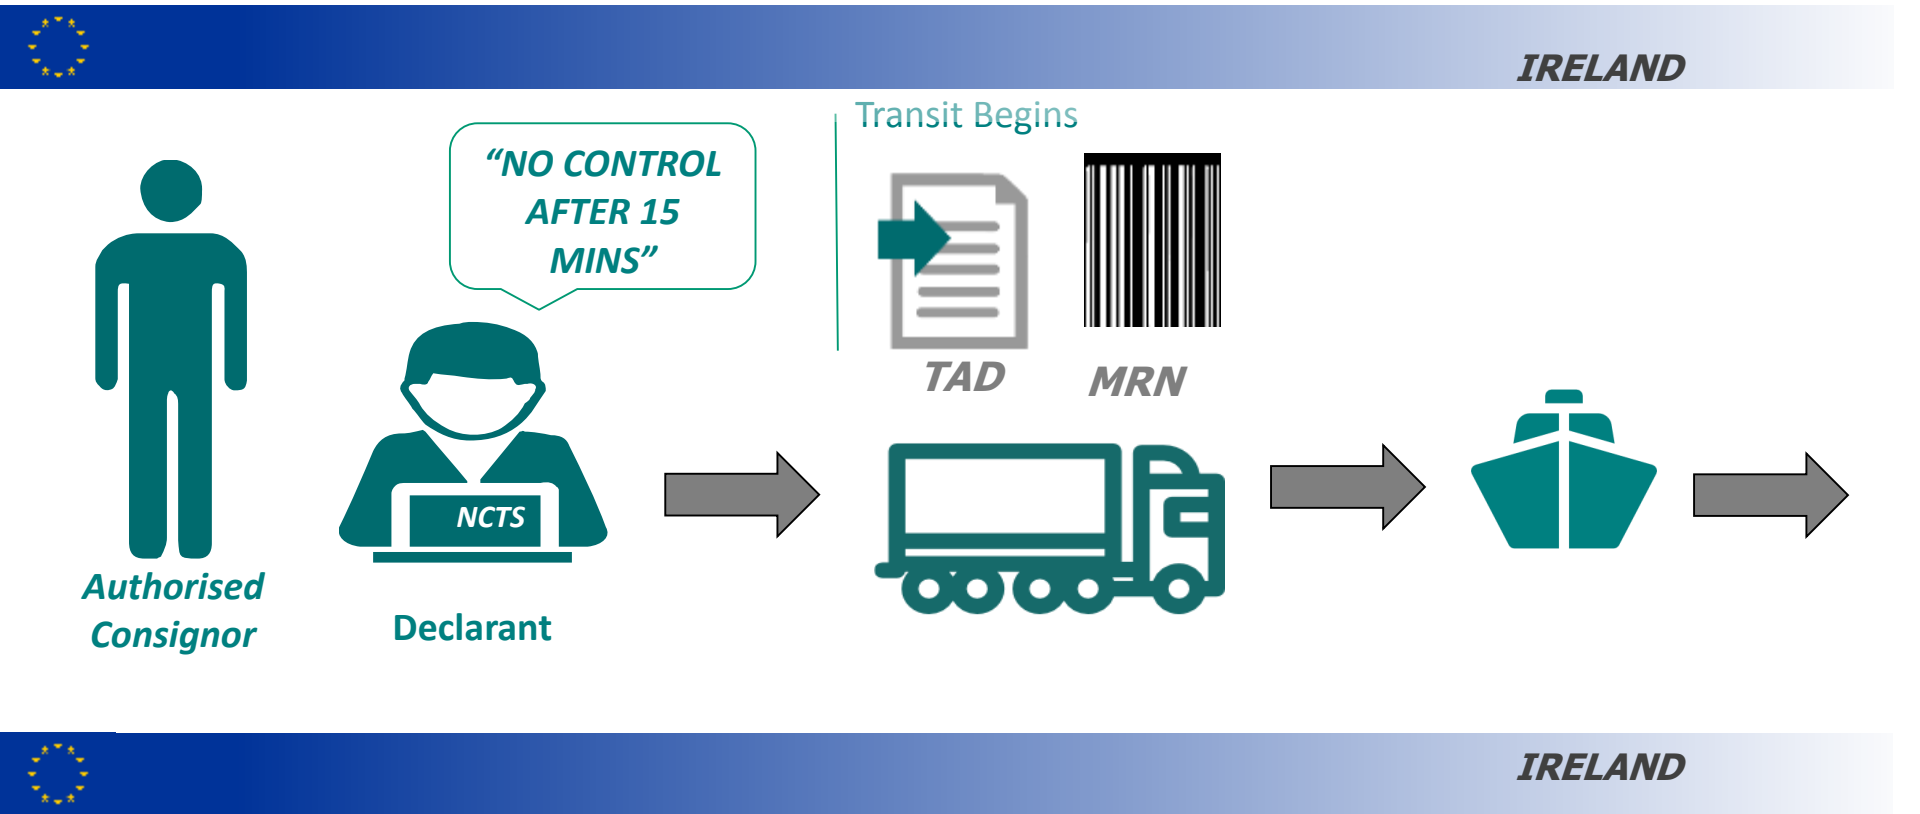 IRELAND
Transit Begins
“NO CONTROL
AFTER 15
MINS”
TAD
MRN
NCTS
Authorised
Consignor
Declarant
IRELAND